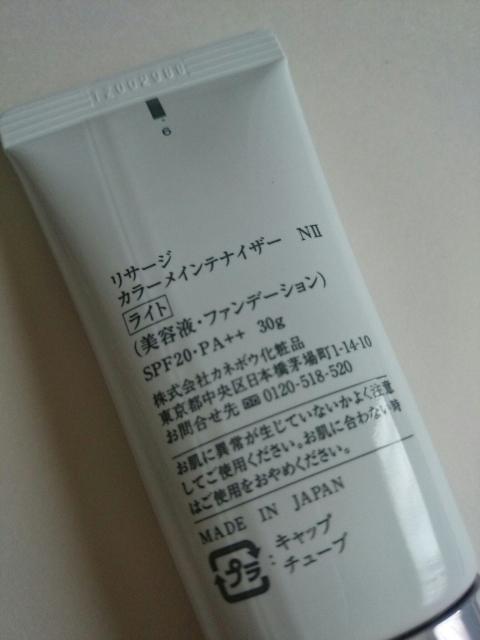 6
リサージ
カラーメインテナイザー NⅡ
ライト
(美容液・ファンデーション)
SPF20・PA++ 30g
株式会社カネボウ化粧品
東京都中央区日本橋茅場町1-14-10
お問合せ先 0120-518-520
お肌に異常が生じていないかよく注意
してご使用ください。お肌に合わない時
はご使用をおやめください。
MADE IN JAPAN
プラ : キャップ
チューブ